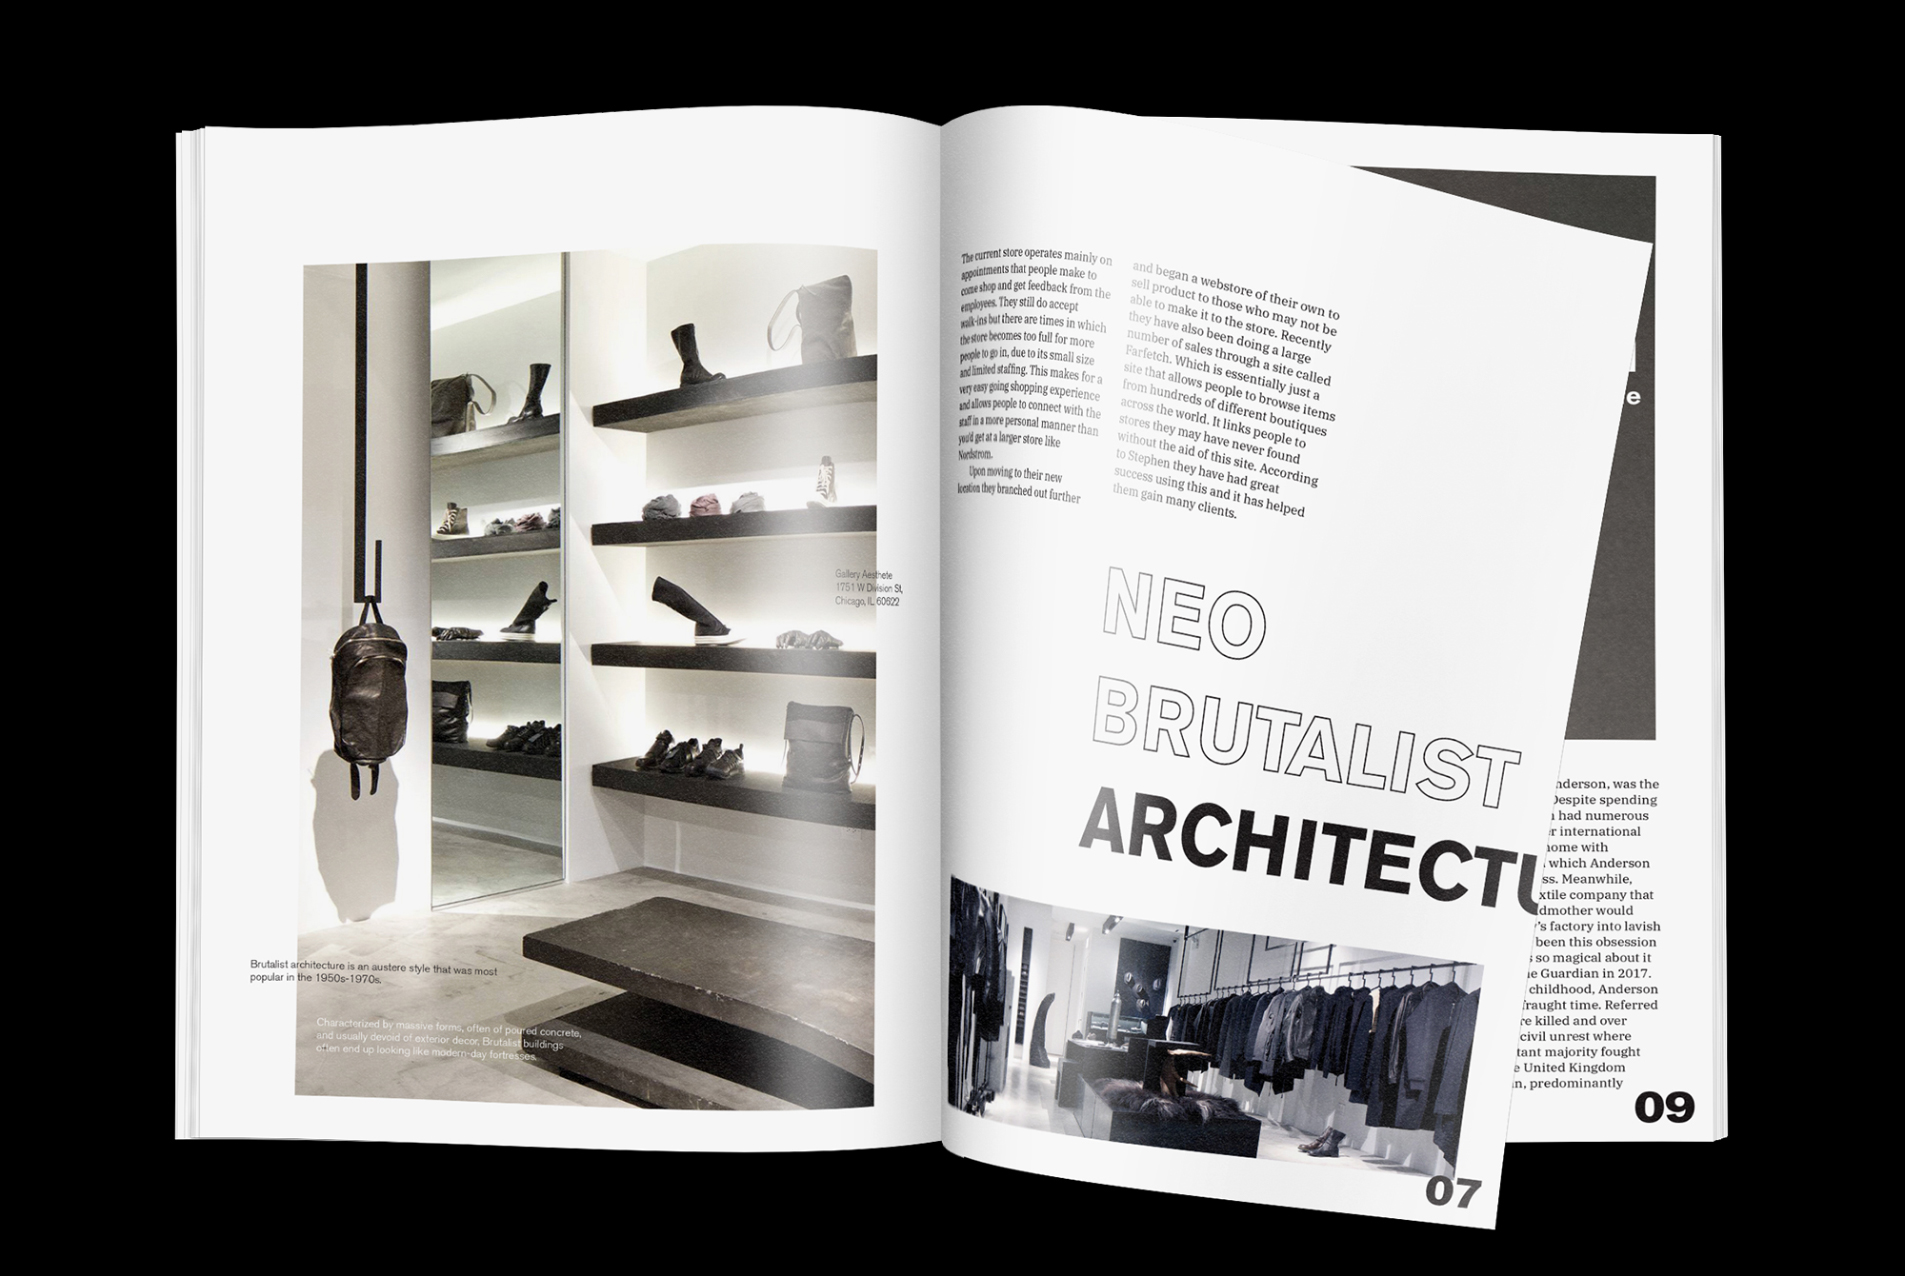 Gallery Aesthete
1751 W Division St,
Chicago, IL 60622
Brutalist architecture is an austere style that was most
popular in the 1950s-1970s.
Characterized by massive forms, often of poured concrete,
and usually devoid of exterior decor, Brutalist buildings
often end up looking like modern-day fortresses.
The current store operates mainly on
appointments that people make to
come shop and get feedback from the
employees. They still do accept
walk-ins but there are times in which
the store becomes too full for more
people to go in, due to its small size
and limited staffing. This makes for a
very easy going shopping experience
and allows people to connect with the
staff in a more personal manner than
you'd get at a larger store like
Nordstrom.
Upon moving to their new
location they branched out further
and began a webstore of their own to
sell product to those who may not be
able to make it to the store. Recently
they have also been doing a large
number of sales through a site called
Farfetch. Which is essentially just a
site that allows people to browse items
from hundreds of different boutiques
across the world. It links people to
stores they may have never found
without the aid of this site. According
to Stephen they have had great
success using this and it has helped
them gain many clients.
NEO
BRUTALIST
ARCHITECTU
07
e
nderson, was the
Despite spending
had numerous
international
home with
which Anderson
ss. Meanwhile,
xtile company that
dmother would
's factory into lavish
been this obsession
so magical about it
e Guardian in 2017.
childhood, Anderson
fraught time. Referred
re killed and over
civil unrest where
tant majority fought
United Kingdom
n, predominantly
09